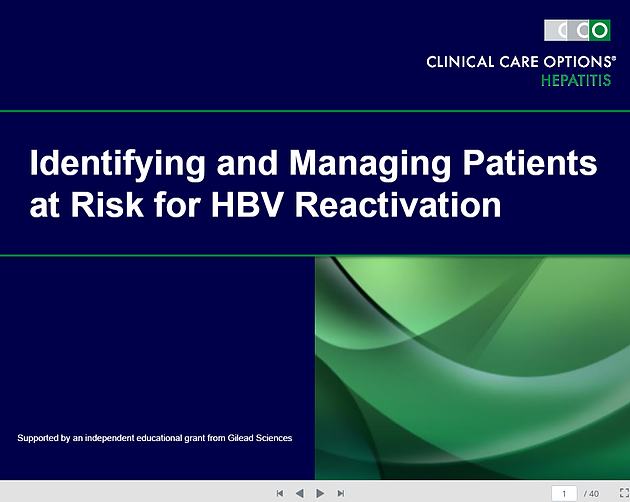 CCO
CLINICAL CARE OPTIONS®
HEPATITIS
Identifying and Managing Patients
at Risk for HBV Reactivation
Supported by an independent educational grant from Gilead Sciences
1 / 40